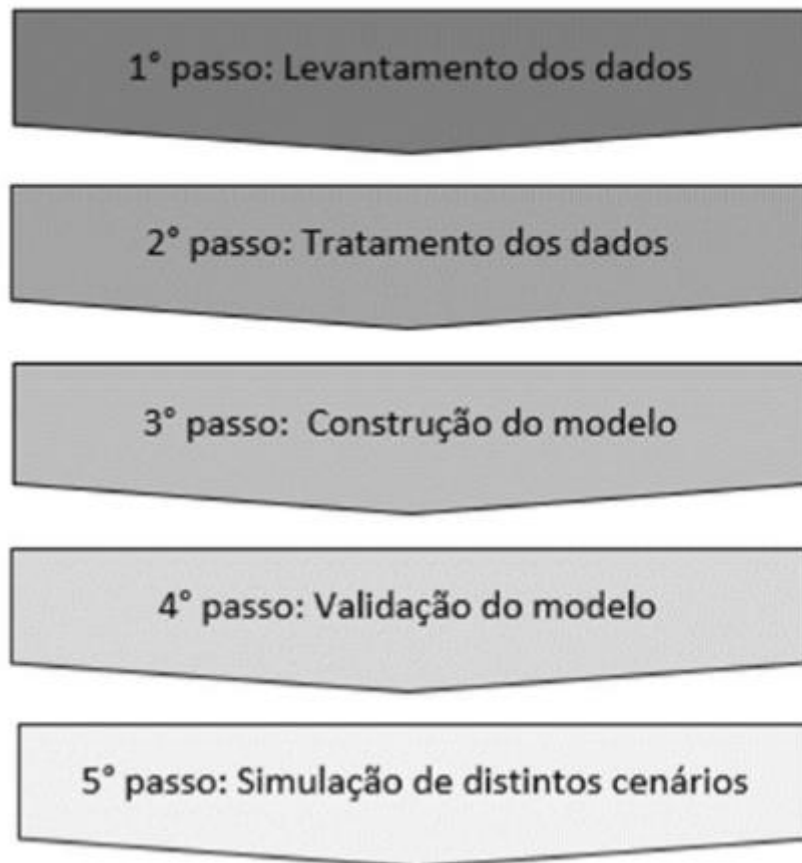 1° passo: Levantamento dos dados
2° passo: Tratamento dos dados
3° passo: Construção do modelo
4° passo: Validação do modelo
5° passo: Simulação de distintos cenários